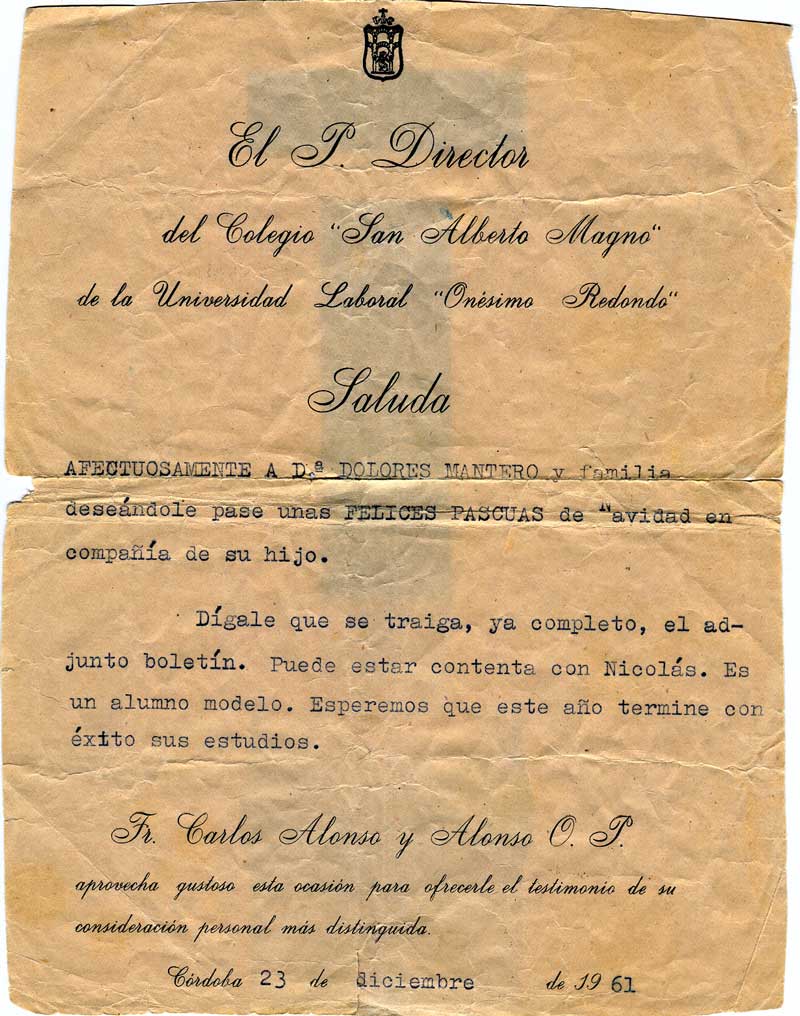 El P. Director
del Colegio "San Alberto Magno"
de la Universidad Laboral "Onésimo Redondo"
Saluda
AFECTUOSAMENTE A Dª DOLORES MANTERO y familia
deseándole pase unas FELICES PASCUAS de Navidad en
compañía de su hijo.
Dígale que se traiga, ya completo, el ad-
junto boletín. Puede estar contenta con Nicolás. Es
un alumno modelo. Esperemos que este año termine con
éxito sus estudios.
Fr. Carlos Alonso y Alonso O. P.
aprovecha gustoso esta ocasión para ofrecerle el testimonio de su
consideración personal más distinguida.
Córdoba 23 de diciembre de 1961